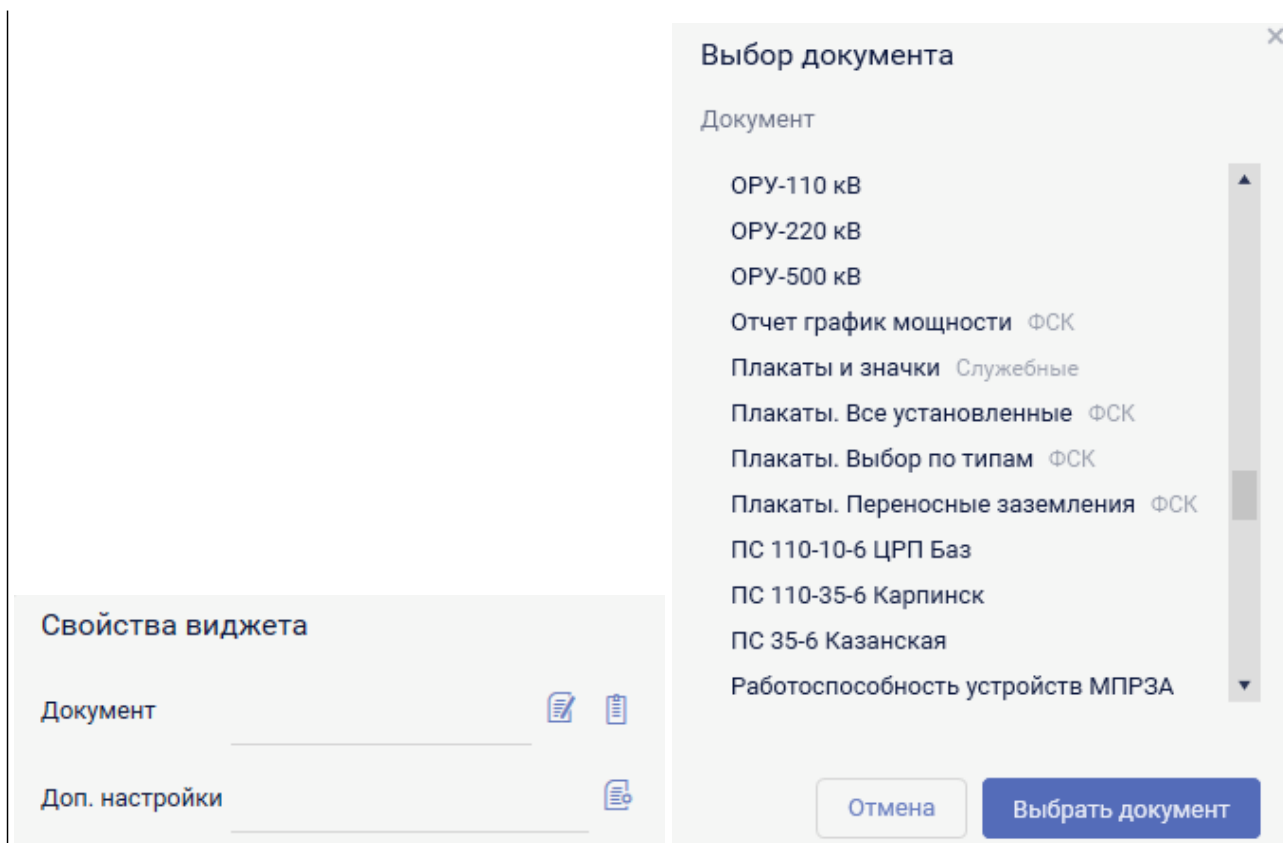 Выбор документа
Документ
ОРУ-110 кВ
ОРУ-220 кВ
ОРУ-500 кВ
Отчет график мощности ФСК
Плакаты и значки Служебные
Плакаты. Все установленные ФСК
Плакаты. Выбор по типам ФСК
Плакаты. Переносные заземления ФСК
ПС 110-10-6 ЦРП Баз
ПС 110-35-6 Карпинск
ПС 35-6 Казанская
Работоспособность устройств МПРЗА
Отмена
Выбрать документ
Свойства виджета
Документ
Доп. настройки